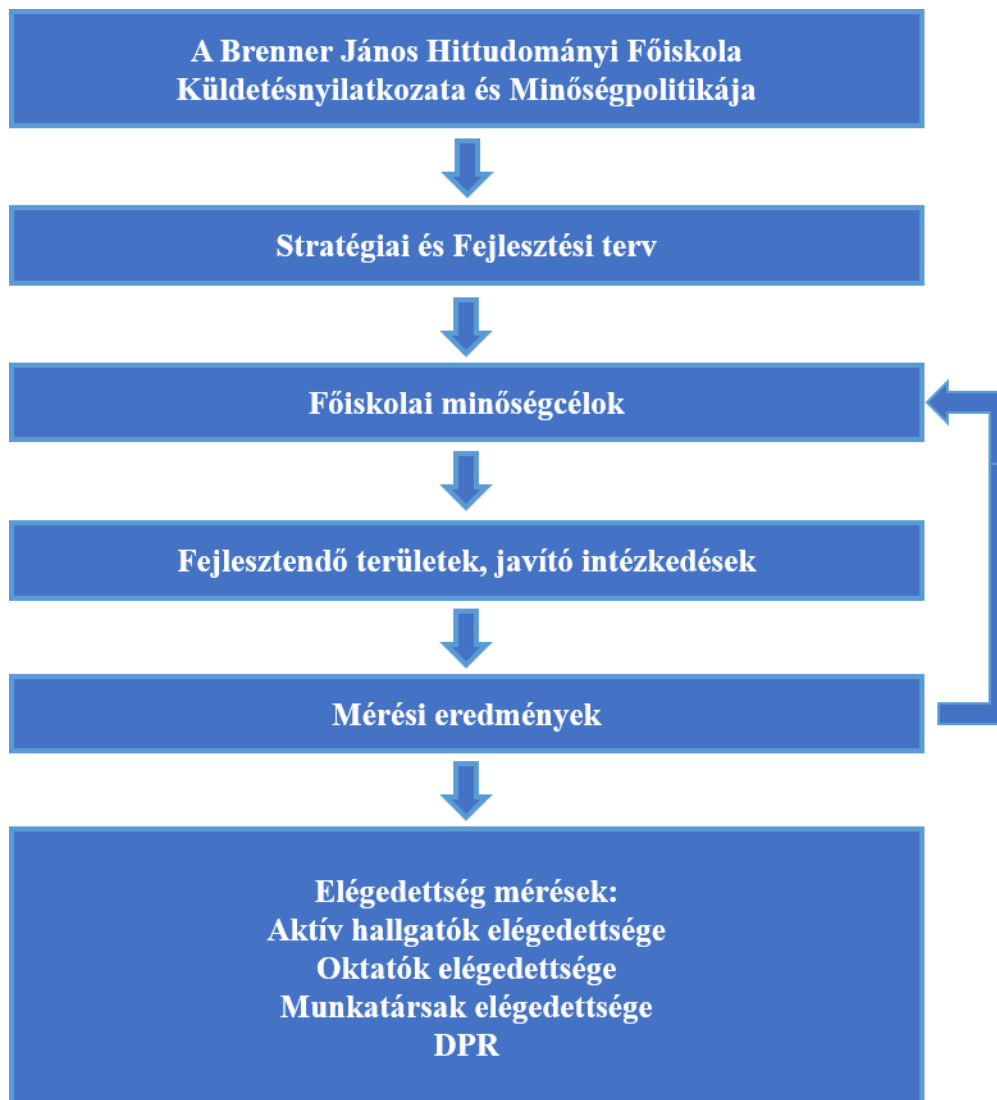 A Brenner János Hittudományi Főiskola
Küldetésnyilatkozata és Minőségpolitikája
Stratégiai és Fejlesztési terv
Főiskolai minőségcélok
Fejlesztendő területek, javító intézkedések
Mérési eredmények
Elégedettség mérések:
Aktív hallgatók elégedettsége
Oktatók elégedettsége
Munkatársak elégedettsége
DPR